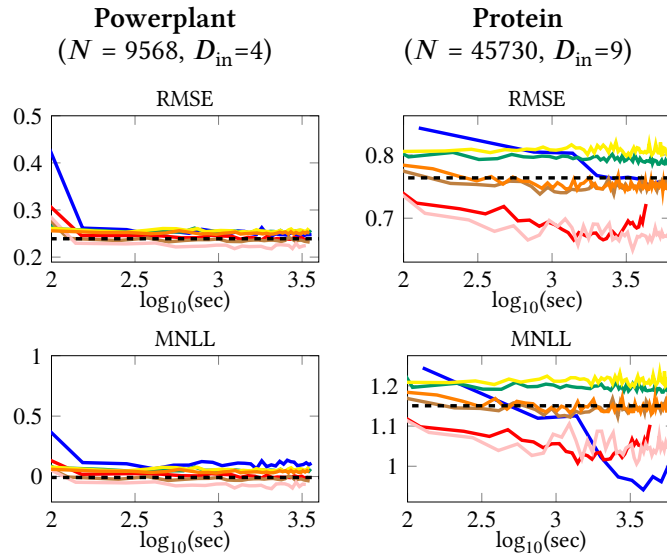 Powerplant
(N = 9568, D_in=4)
RMSE
0.5
0.4
0.3
0.2
2 2.5 3 3.5
log10(sec)
MNLL
1
0.5
0
2 2.5 3 3.5
log10(sec)
Protein
(N = 45730, D_in=9)
RMSE
0.8
0.7
2 2.5 3 3.5
log10(sec)
MNLL
1.2
1.1
1
2 2.5 3 3.5
log10(sec)